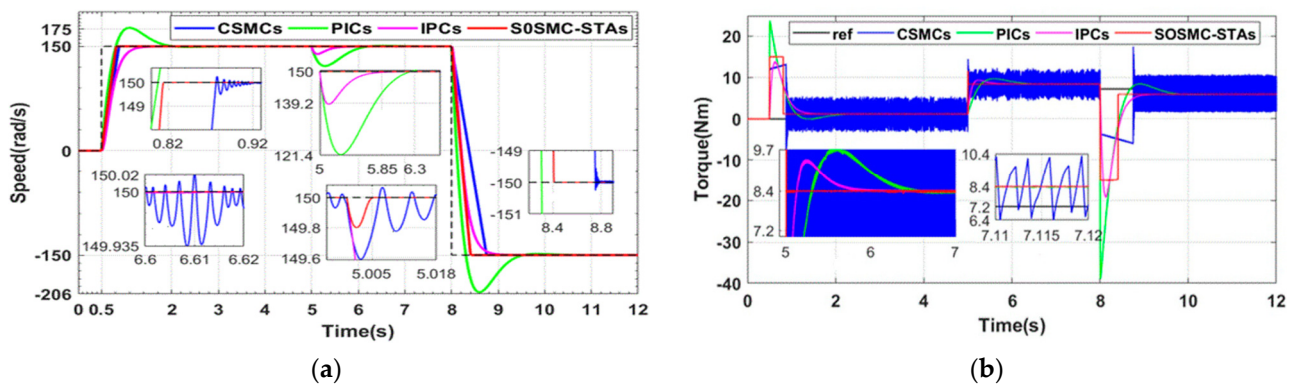 175
150
0
-150
-206
Speed(rad/s)
CSMCs PICs IPCs S0SMC-STAs
150
149
0.82 0.92
150
139.2
121.4
5 5.85 6.3
-149
-150
-151
8.4 8.8
150.02
150
149.935
6.6 6.61 6.62
150
149.8
149.6
5.005 5.018
0 0.5 2 3 4 5 6 7 8 9 10 11 12
Time(s)
(a)
20
10
0
-10
-20
-30
-40
Torque(Nm)
ref CSMCs PICs IPCs SOSMC-STAs
9.7
8.4
7.2
5 6 7
10.4
8.4
7.2
6.4
7.11 7.115 7.12
0 2 4 6 8 10 12
Time(s)
(b)